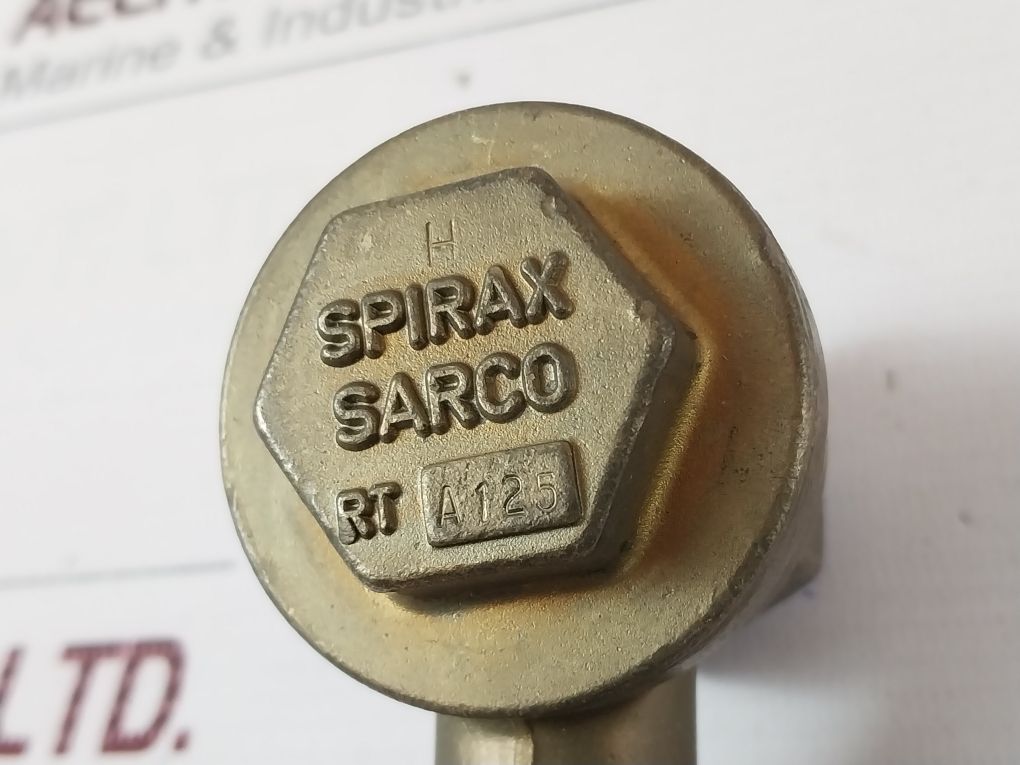 Marine & Indust
H
SPIRAX
SARCO
RT A125
LTD.